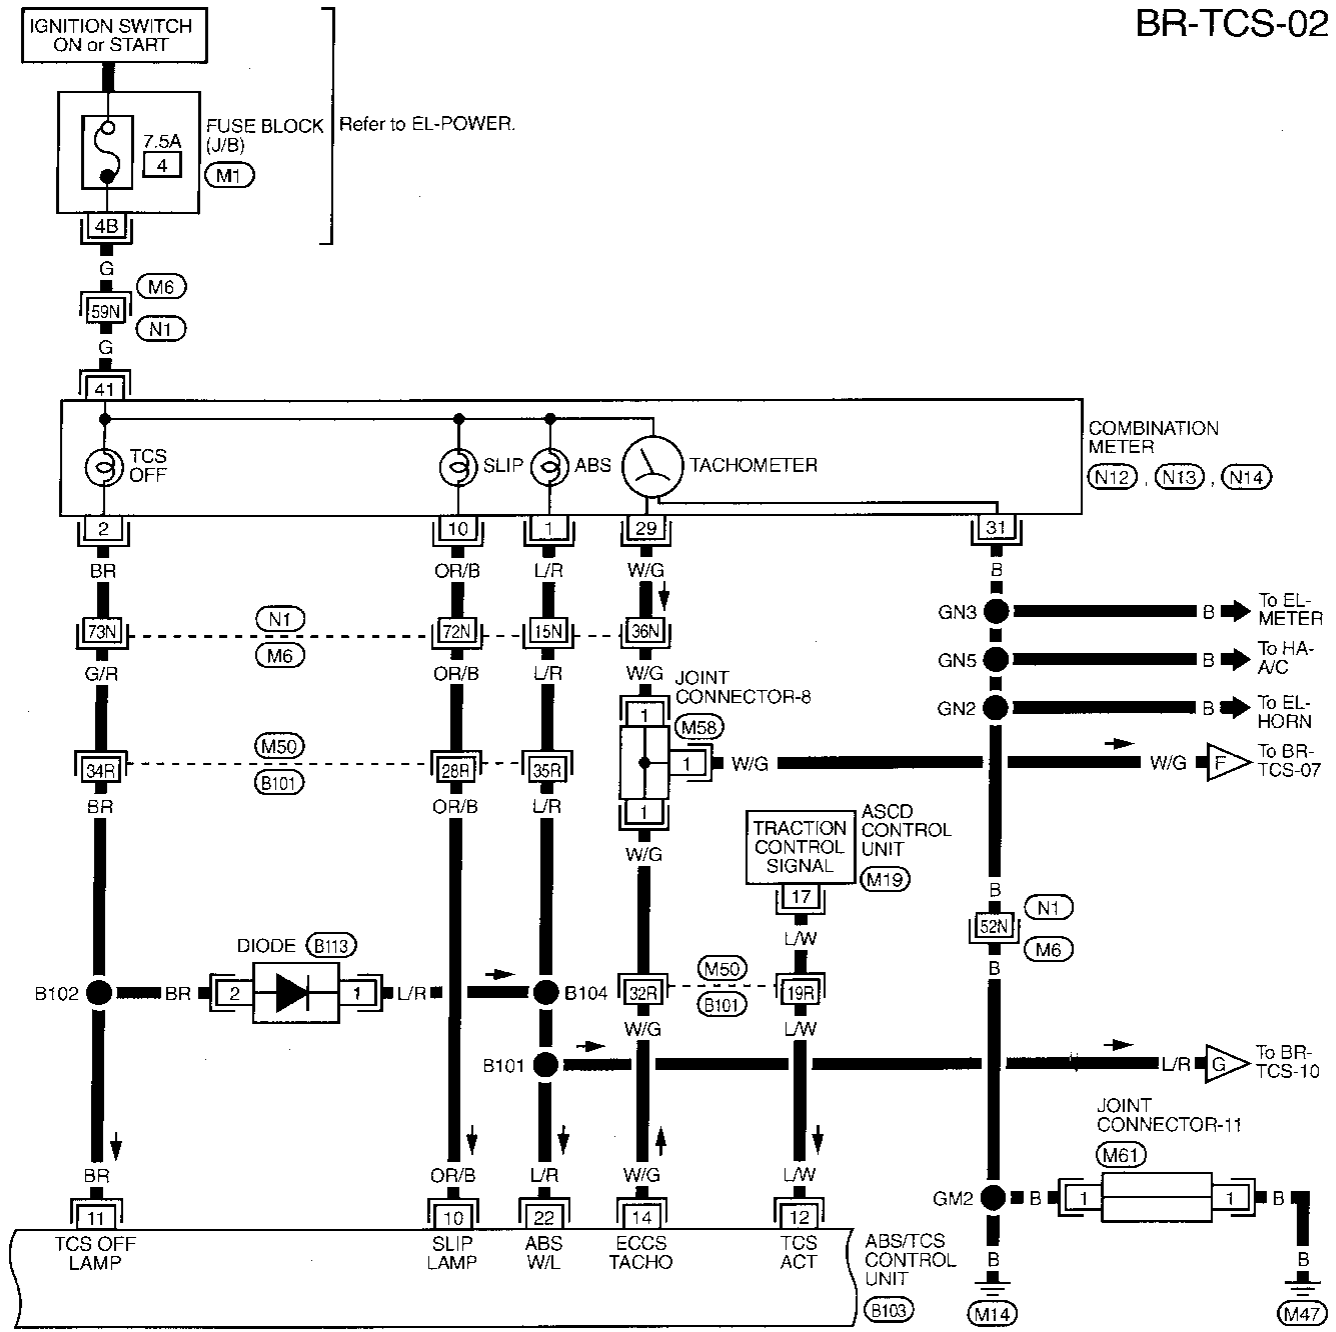 BR-TCS-02
IGNITION SWITCH
ON or START
7.5A
4
FUSE BLOCK
(J/B)
M1
Refer to EL-POWER.
4B
G
M6
59N
N1
G
41
TCS
OFF
SLIP
ABS
TACHOMETER
COMBINATION
METER
N12 , N13 , N14
2
10
1
29
31
BR
OR/B
L/R
W/G
B
GN3
B
To EL-
METER
73N
N1
M6
72N
15N
36N
GN5
B
To HA-
A/C
G/R
OR/B
L/R
W/G
JOINT
CONNECTOR-8
M58
1
GN2
B
To EL-
HORN
34R
M50
B101
28R
35R
1
W/G
W/G
F
To BR-
TCS-07
BR
OR/B
L/R
1
W/G
TRACTION
CONTROL
SIGNAL
ASCD
CONTROL
UNIT
M19
17
B
52N
N1
M6
L/W
B
DIODE
B113
B102
BR
2
1
L/R
B104
32R
M50
B101
19R
W/G
L/W
B101
L/R
G
To BR-
TCS-10
JOINT
CONNECTOR-11
M61
BR
OR/B
L/R
W/G
L/W
GM2
B
1
1
B
11
10
22
14
12
TCS OFF
LAMP
SLIP
LAMP
ABS
W/L
ECCS
TACHO
TCS
ACT
ABS/TCS
CONTROL
UNIT
B103
B
M14
B
M47